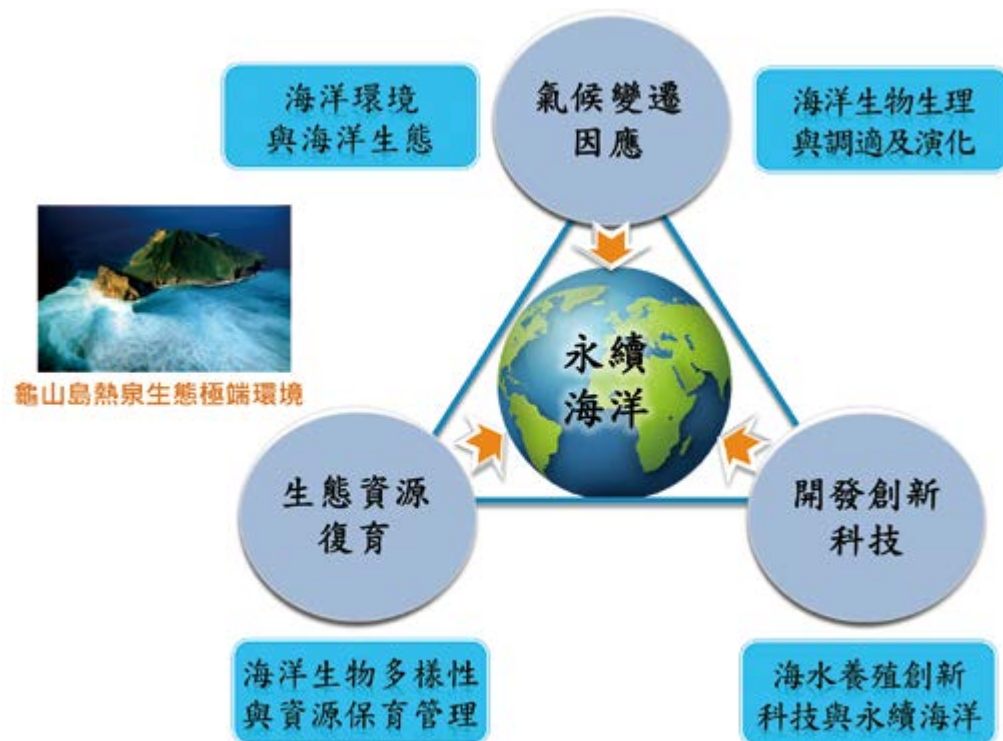 氣候變遷
因應
海洋環境
與海洋生態
海洋生物生理
與調適及演化
永續
海洋
龜山島熱泉生態極端環境
生態資源
復育
開發創新
科技
海洋生物多樣性
與資源保育管理
海水養殖創新
科技與永續海洋